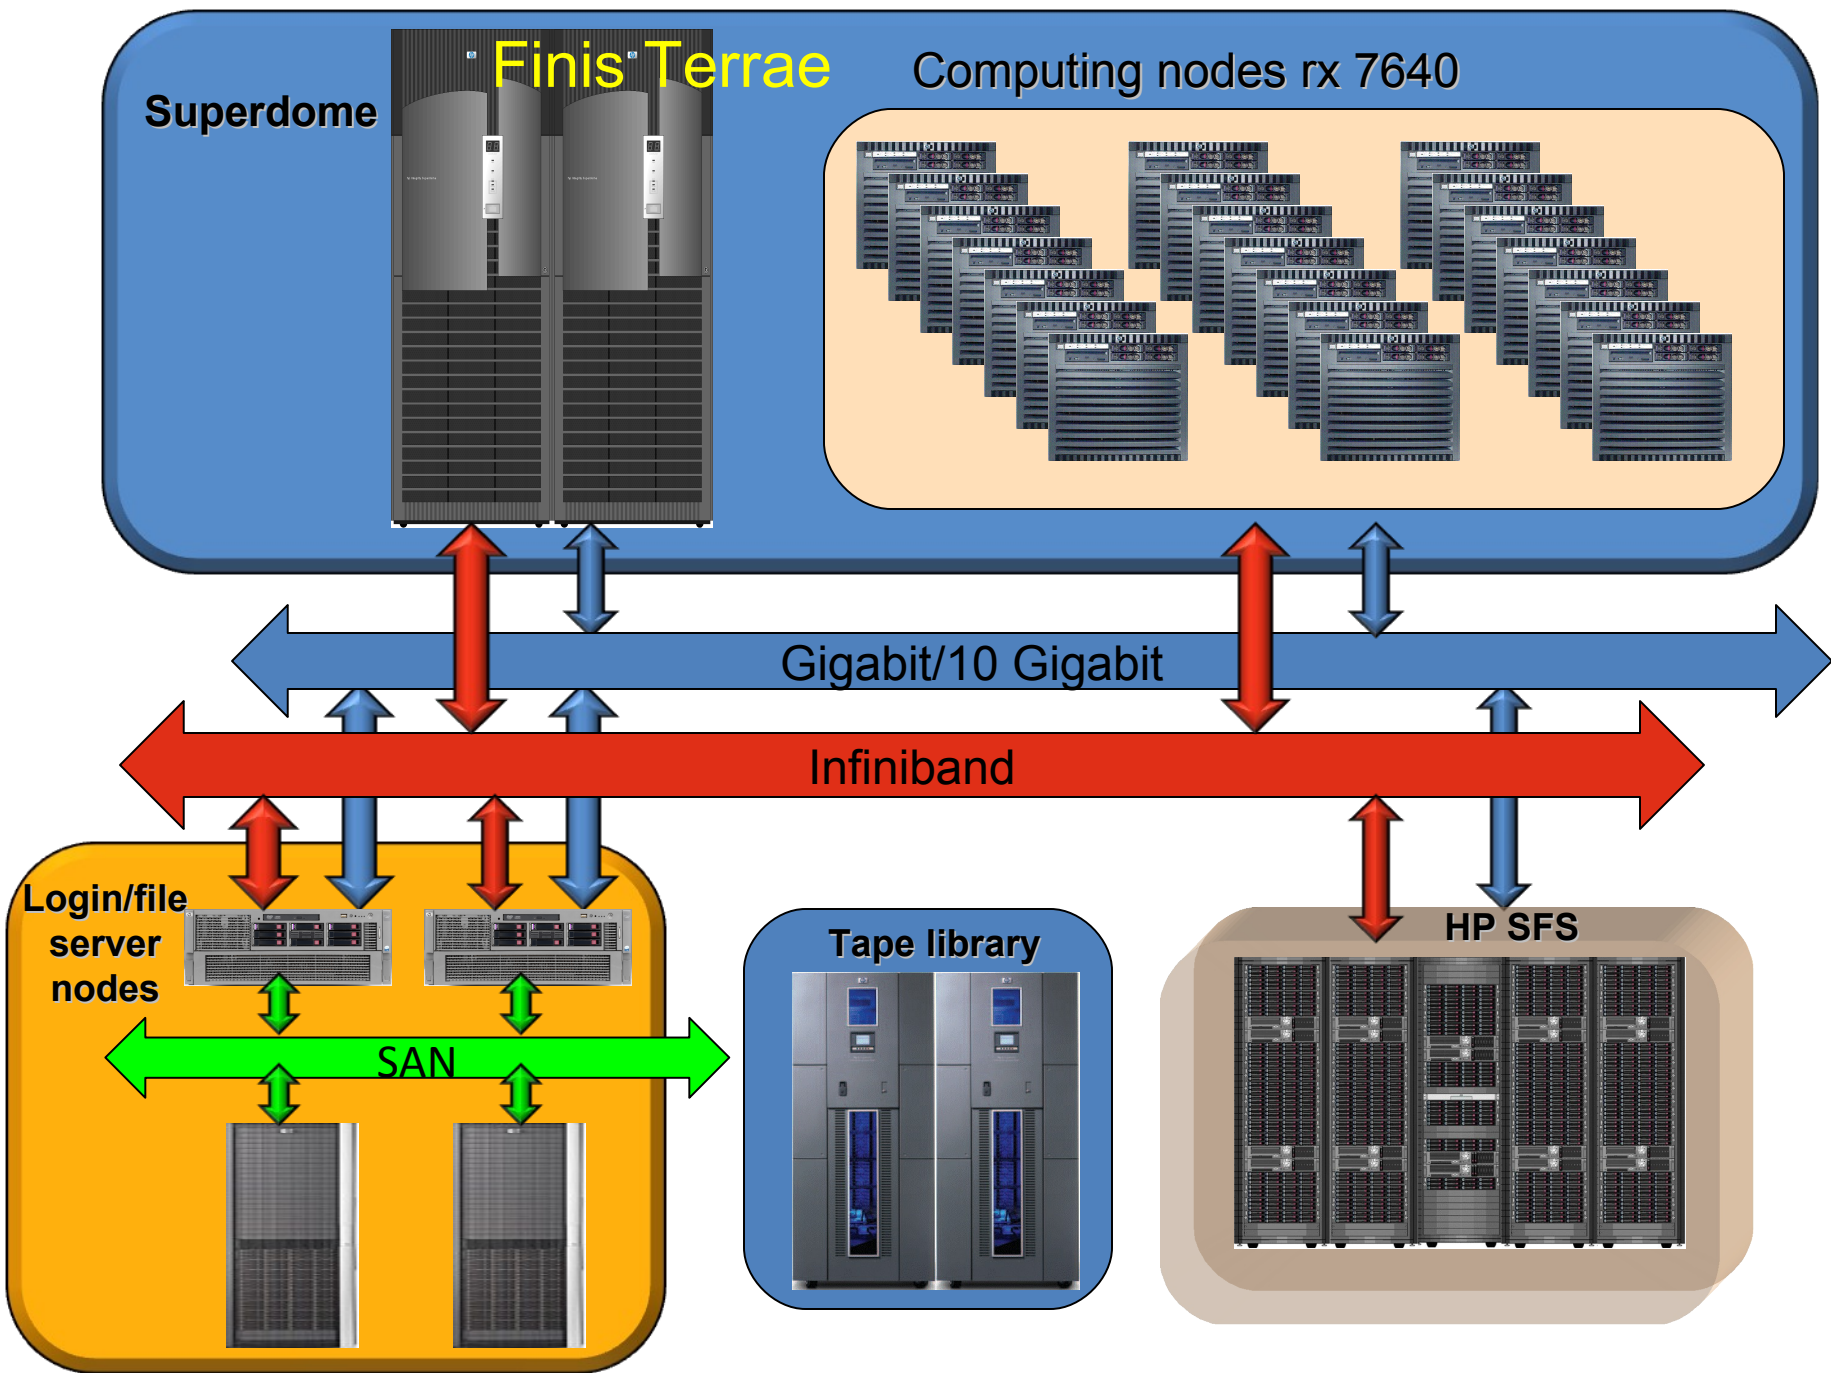 Finis Terrae
Computing nodes rx 7640
Superdome
Gigabit/10 Gigabit
Infiniband
Login/file
server
nodes
SAN
Tape library
HP SFS